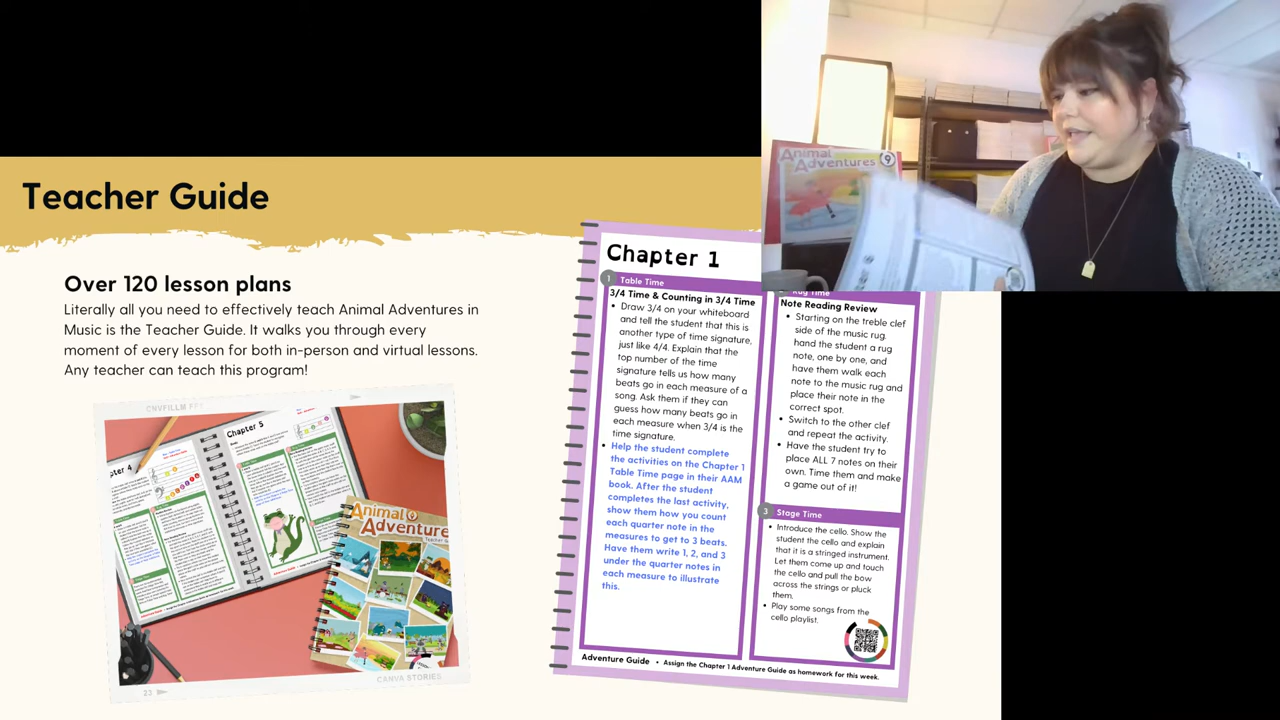 Teacher Guide
Over 120 lesson plans
Literally all you need to effectively teach Animal Adventures in
Music is the Teacher Guide. It walks you through every
moment of every lesson for both in-person and virtual lessons.
Any teacher can teach this program!
Chapter 5
Animal
Adventure
CANVA STORIES
23
Chapter 1
1 Table Time
3/4 Time & Counting in 3/4 Time
• Draw 3/4 on your whiteboard
and tell the student that this is
another type of time signature,
just like 4/4. Explain that the
top number of the time
signature tells us how many
beats go in each measure of a
song. Ask them if they can
guess how many beats go in
each measure when 3/4 is the
time signature.
• Help the student complete
the activities on the Chapter 1
Table Time page in their AAM
book. After the student
completes the last activity,
show them how you count
each quarter note in the
measures to get to 3 beats.
Have them write 1, 2, and 3
under the quarter notes in
each measure to illustrate
this.
Rug Time
Note Reading Review
• Starting on the treble clef
side of the music rug,
hand the student a rug
note, one by one, and
have them walk each
note to the music rug and
place their note in the
correct spot.
• Switch to the other clef
and repeat the activity.
• Have the student try to
place ALL 7 notes on their
own. Time them and make
a game out of it!
3 Stage Time
• Introduce the cello. Show the
student the cello and explain
that it is a stringed instrument.
Let them come up and touch
the cello and pull the bow
across the strings or pluck
them.
• Play some songs from the
cello playlist.
Adventure Guide • Assign the Chapter 1 Adventure Guide as homework for this week.
Animal
Adventures
9